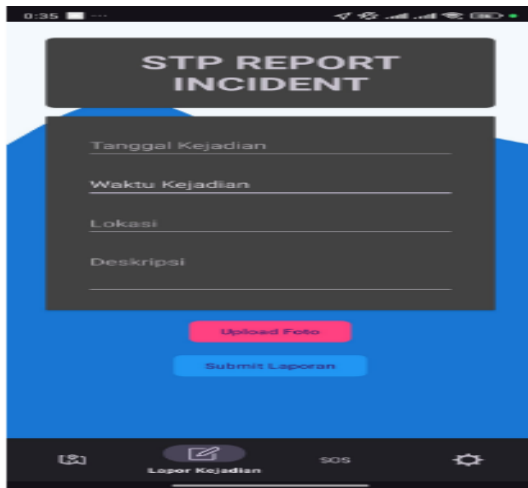 0:35
STP REPORT
INCIDENT
Tanggal Kejadian
Waktu Kejadian
Lokasi
Deskripsi
Upload Foto
Submit Laporan
Lapor Kejadian
SOS